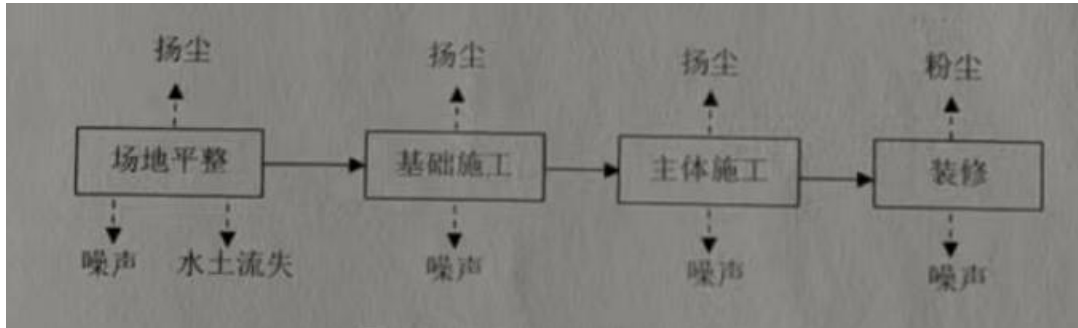 扬尘 扬尘 扬尘 粉尘
场地平整 基础施工 主体施工 装修
噪声 水土流失 噪声 噪声 噪声